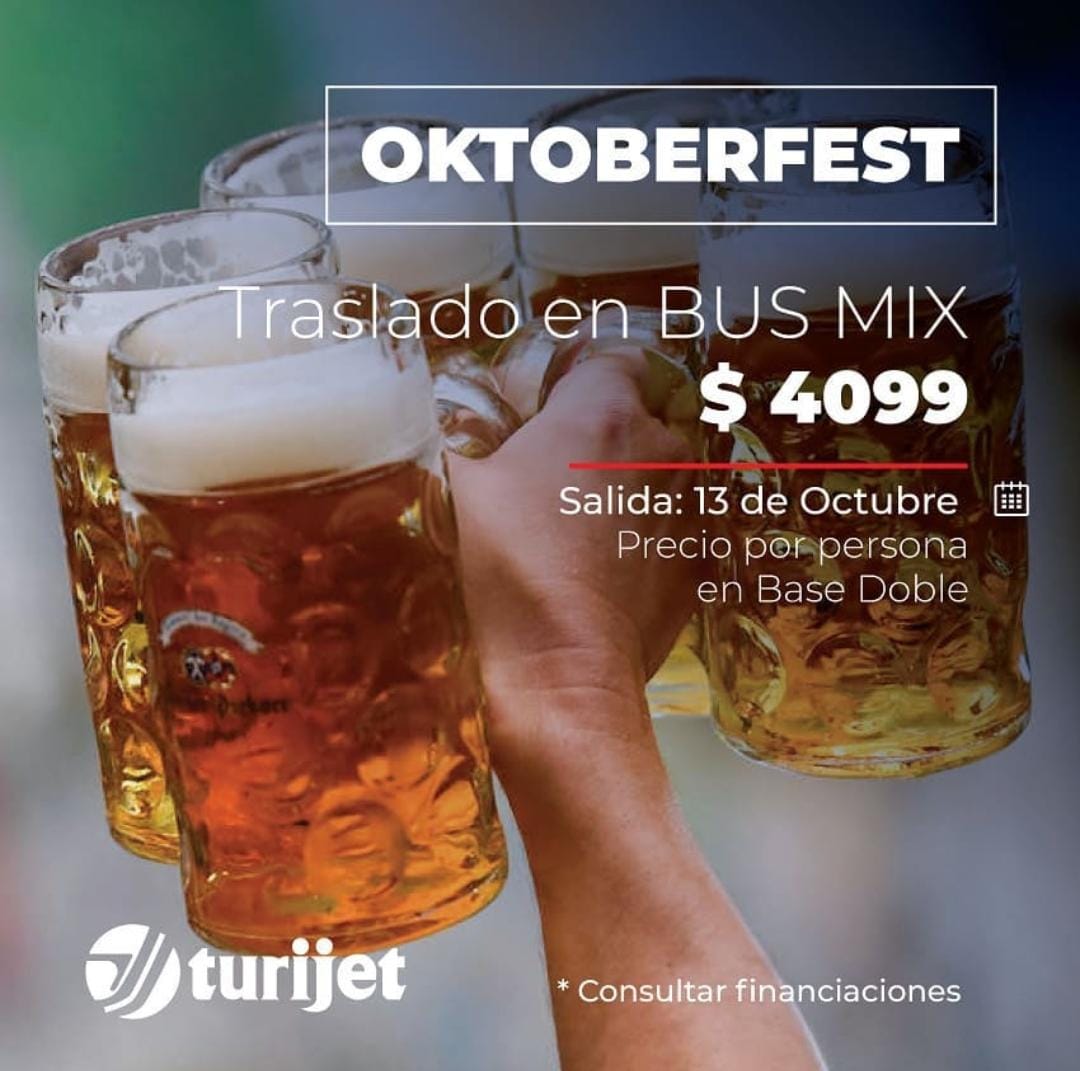 OKTOBERFEST
Traslado en BUS MIX
$ 4099
Salida: 13 de Octubre
Precio por persona
en Base Doble
turijet
* Consultar financiaciones